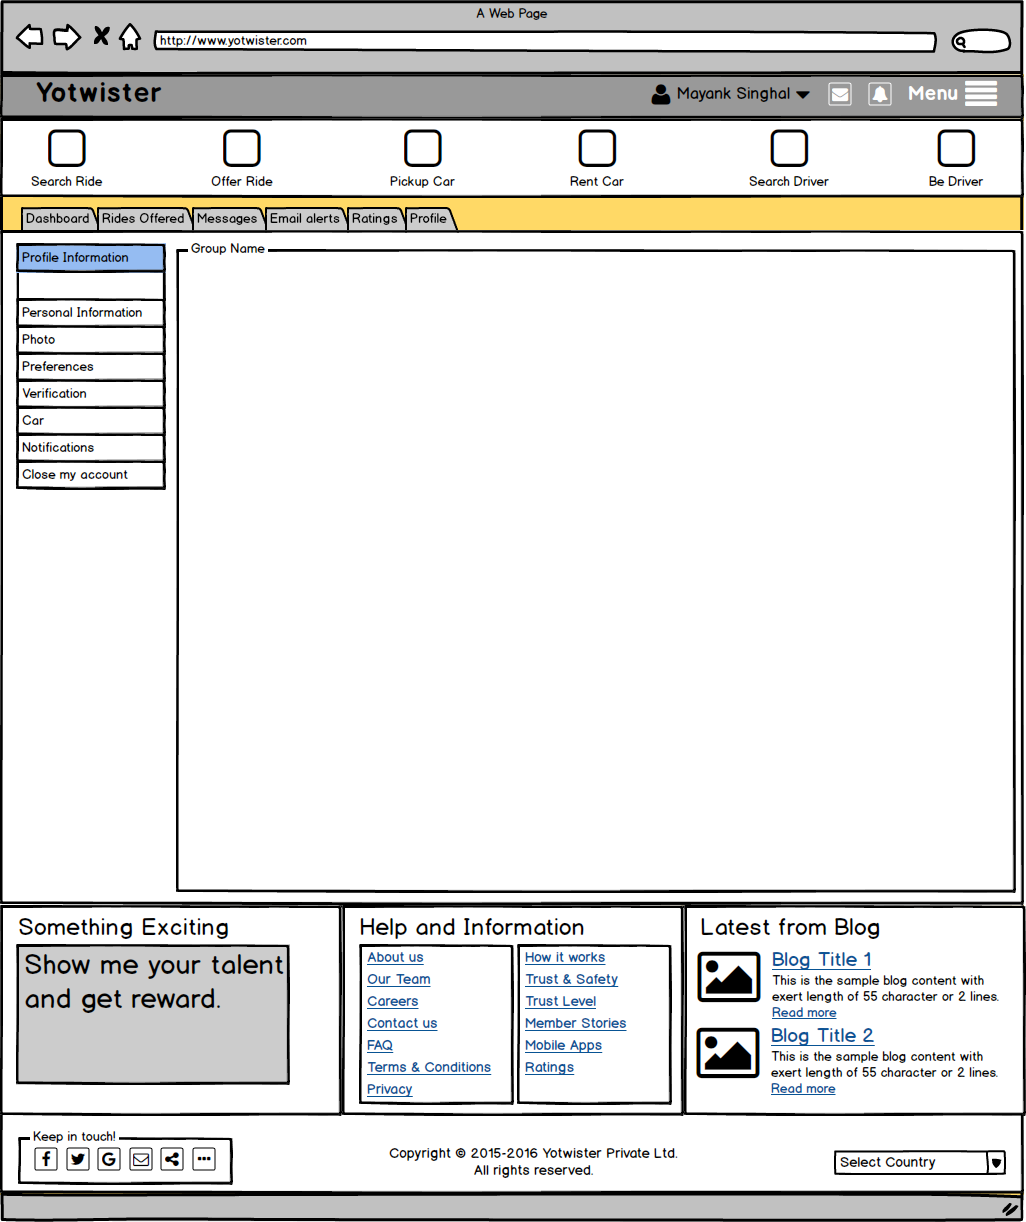 A Web Page
http://www.yotwister.com
Yotwister
Mayank Singhal
Menu
Search Ride
Offer Ride
Pickup Car
Rent Car
Search Driver
Be Driver
Dashboard
Rides Offered
Messages
Email alerts
Ratings
Profile
Profile Information
Personal Information
Photo
Preferences
Verification
Car
Notifications
Close my account
Group Name
Something Exciting
Show me your talent
and get reward.
Help and Information
About us
Our Team
Careers
Contact us
FAQ
Terms & Conditions
Privacy
How it works
Trust & Safety
Trust Level
Member Stories
Mobile Apps
Ratings
Latest from Blog
Blog Title 1
This is the sample blog content with
exert length of 55 character or 2 lines.
Read more
Blog Title 2
This is the sample blog content with
exert length of 55 character or 2 lines.
Read more
Keep in touch!
Copyright © 2015-2016 Yotwister Private Ltd.
All rights reserved.
Select Country